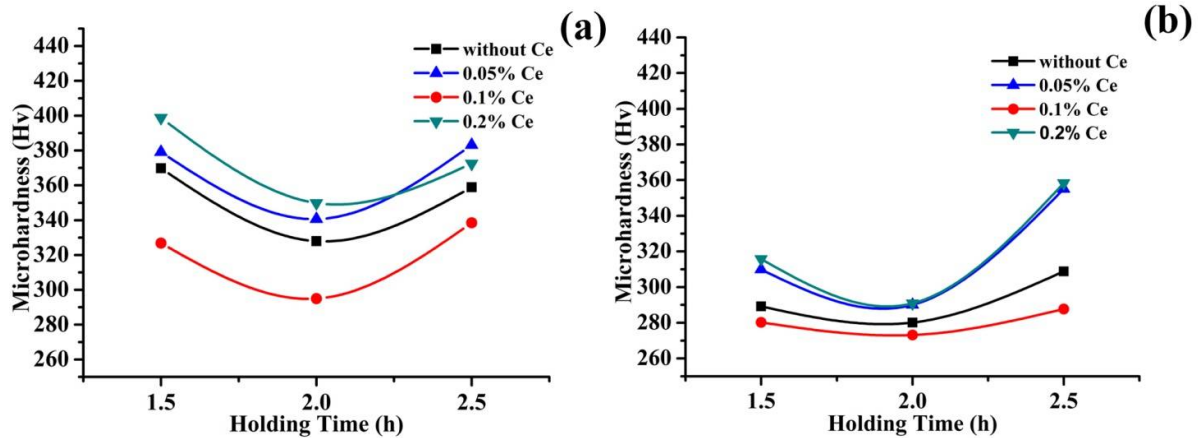 (a)
Microhardness (Hv)
440
420
400
380
360
340
320
300
280
260
without Ce
0.05% Ce
0.1% Ce
0.2% Ce
1.5 2.0 2.5
Holding Time (h)
(b)
Microhardness (Hv)
440
420
400
380
360
340
320
300
280
260
without Ce
0.05% Ce
0.1% Ce
0.2% Ce
1.5 2.0 2.5
Holding Time (h)